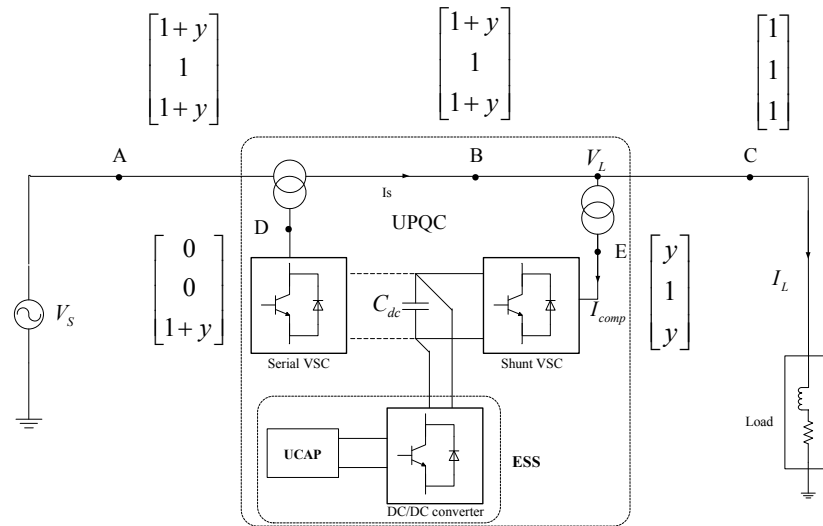 [1 + y
1
1 + y]
[1 + y
1
1 + y]
[1
1
1]
A
B
V_L
C
Is
D
UPQC
E
[0
0
1 + y]
[y
1
y]
V_S
C_dc
I_comp
I_L
Serial VSC
Shunt VSC
Load
UCAP
ESS
DC/DC converter